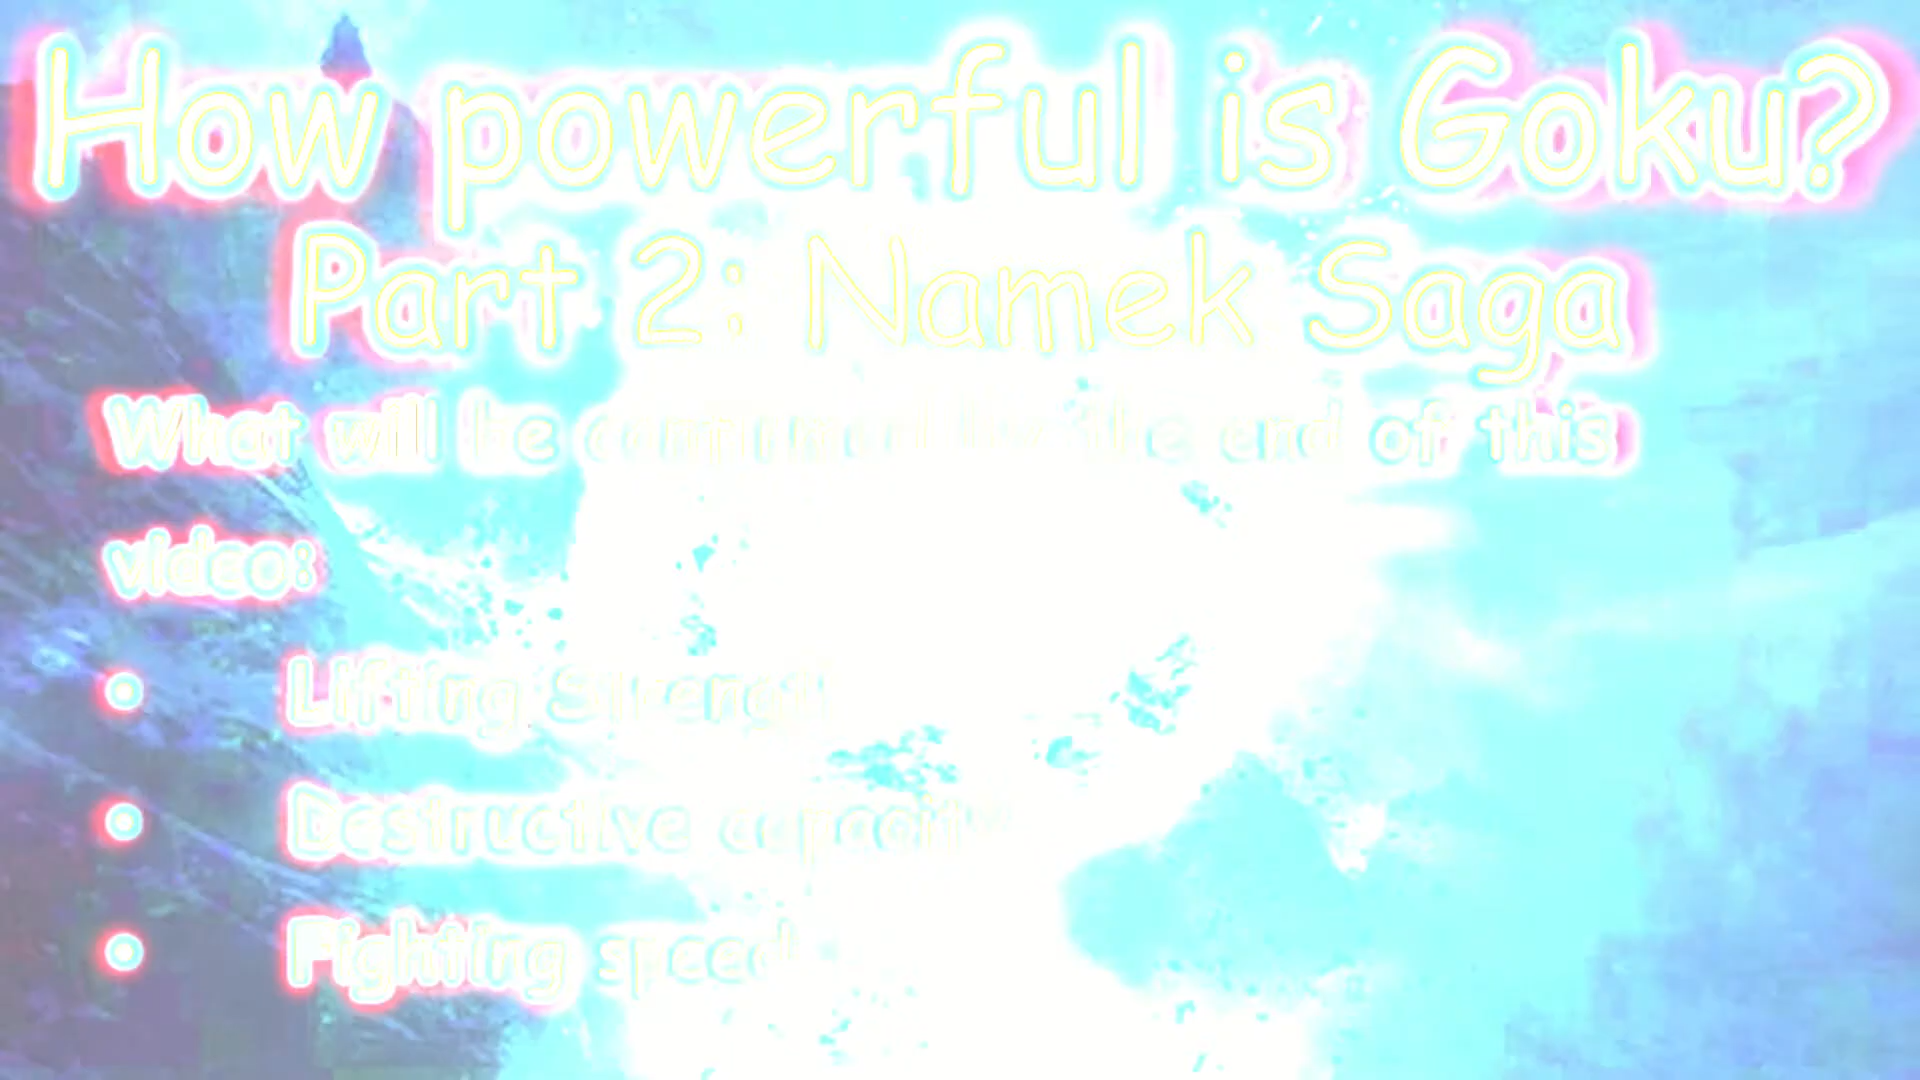 How powerful is Goku?
Part 2: Namek Saga
What will be confirmed by the end of this
video:
• Lifting Strength
• Destructive capacity
• Fighting speed